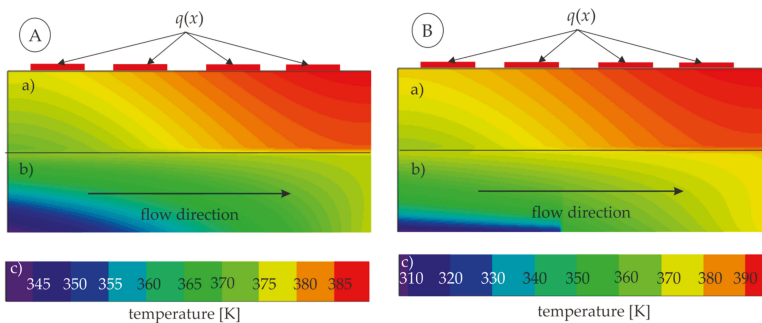 A
q(x)
a)
b)
flow direction
c)
345 350 355 360 365 370 375 380 385
temperature [K]
B
q(x)
a)
b)
flow direction
c)
310 320 330 340 350 360 370 380 390
temperature [K]